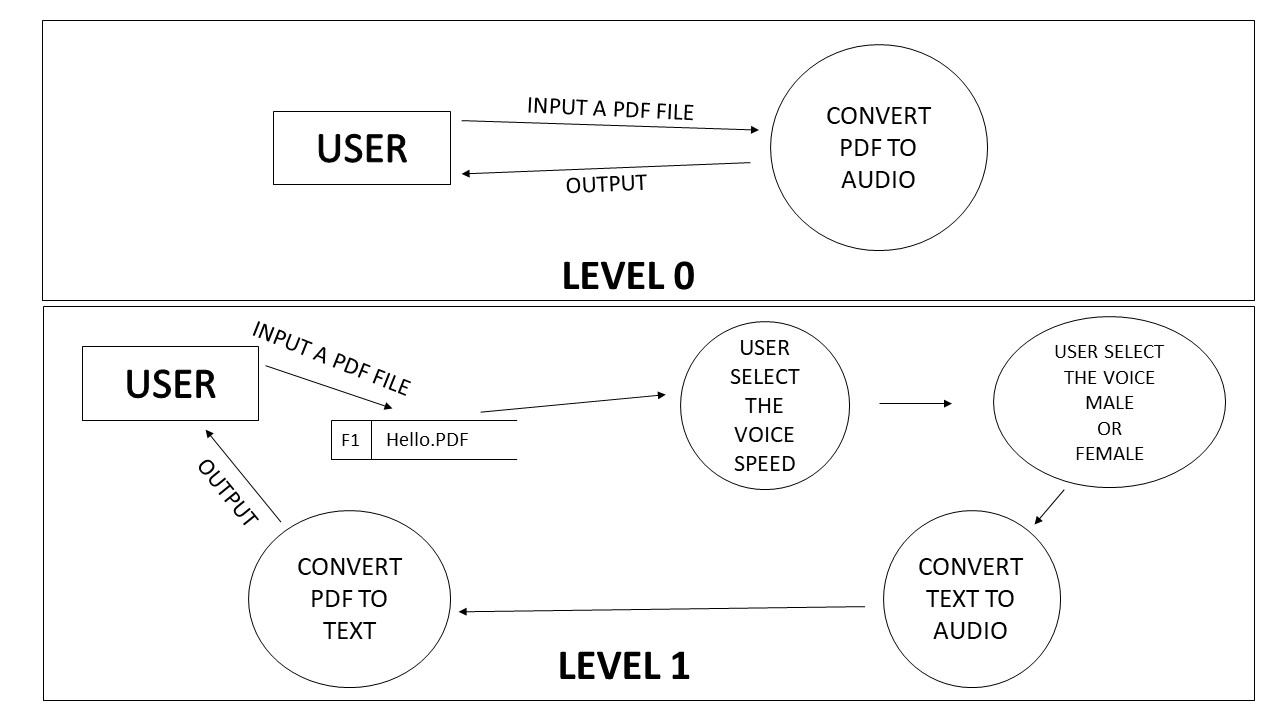 INPUT A PDF FILE
USER
OUTPUT
CONVERT
PDF TO
AUDIO
LEVEL 0
USER
INPUT A PDF FILE
F1 Hello.PDF
USER
SELECT
THE
VOICE
SPEED
USER SELECT
THE VOICE
MALE
OR
FEMALE
OUTPUT
CONVERT
PDF TO
TEXT
CONVERT
TEXT TO
AUDIO
LEVEL 1